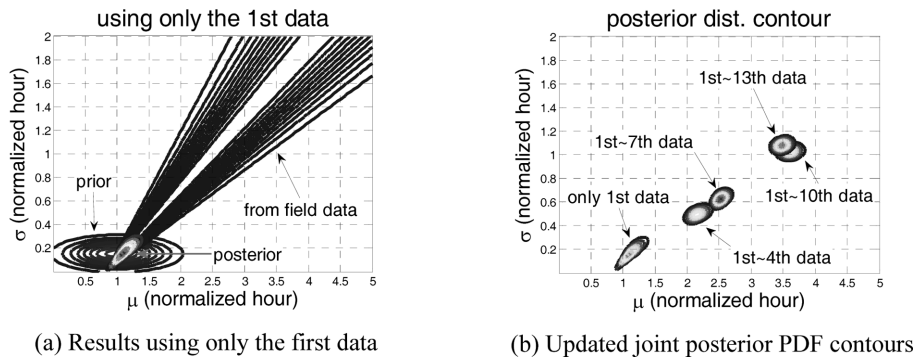 using only the 1st data
2
1.8
1.6
1.4
1.2
1
0.8
0.6
0.4
0.2
σ (normalized hour)
prior
from field data
posterior
0.5 1 1.5 2 2.5 3 3.5 4 4.5 5
μ (normalized hour)
(a) Results using only the first data
posterior dist. contour
2
1.8
1.6
1.4
1.2
1
0.8
0.6
0.4
0.2
σ (normalized hour)
1st~13th data
1st~7th data
1st~10th data
only 1st data
1st~4th data
0.5 1 1.5 2 2.5 3 3.5 4 4.5 5
μ (normalized hour)
(b) Updated joint posterior PDF contours